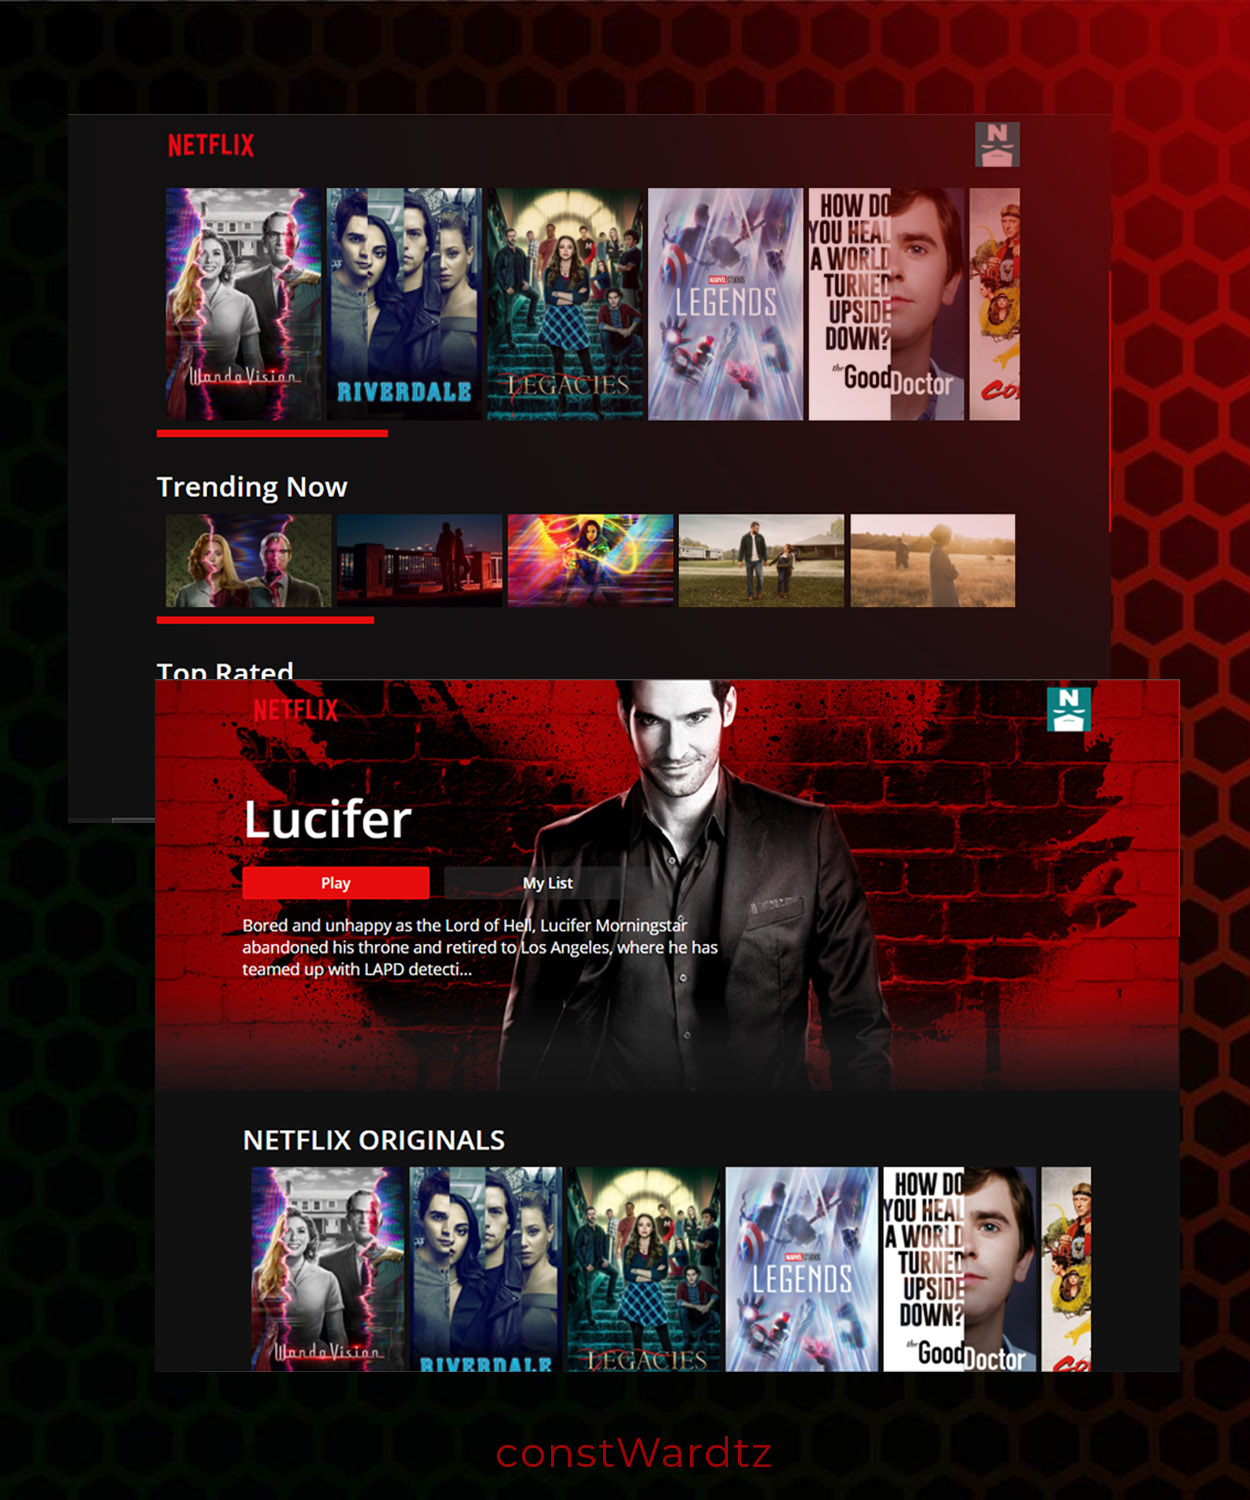 NETFLIX
N
WandaVision
RIVERDALE
LEGACIES
MARVEL STUDIOS
LEGENDS
HOW DO
YOU HEAL
A WORLD
TURNED
UPSIDE
DOWN?
the Good Doctor
CO
Trending Now
Top Rated
NETFLIX
N
Lucifer
Play
My List
Bored and unhappy as the Lord of Hell, Lucifer Morningstar
abandoned his throne and retired to Los Angeles, where he has
teamed up with LAPD detecti...
NETFLIX ORIGINALS
WandaVision
RIVERDALE
LEGACIES
MARVEL STUDIOS
LEGENDS
HOW DO
YOU HEAL
A WORLD
TURNED
UPSIDE
DOWN?
the Good Doctor
CO
constWardtz